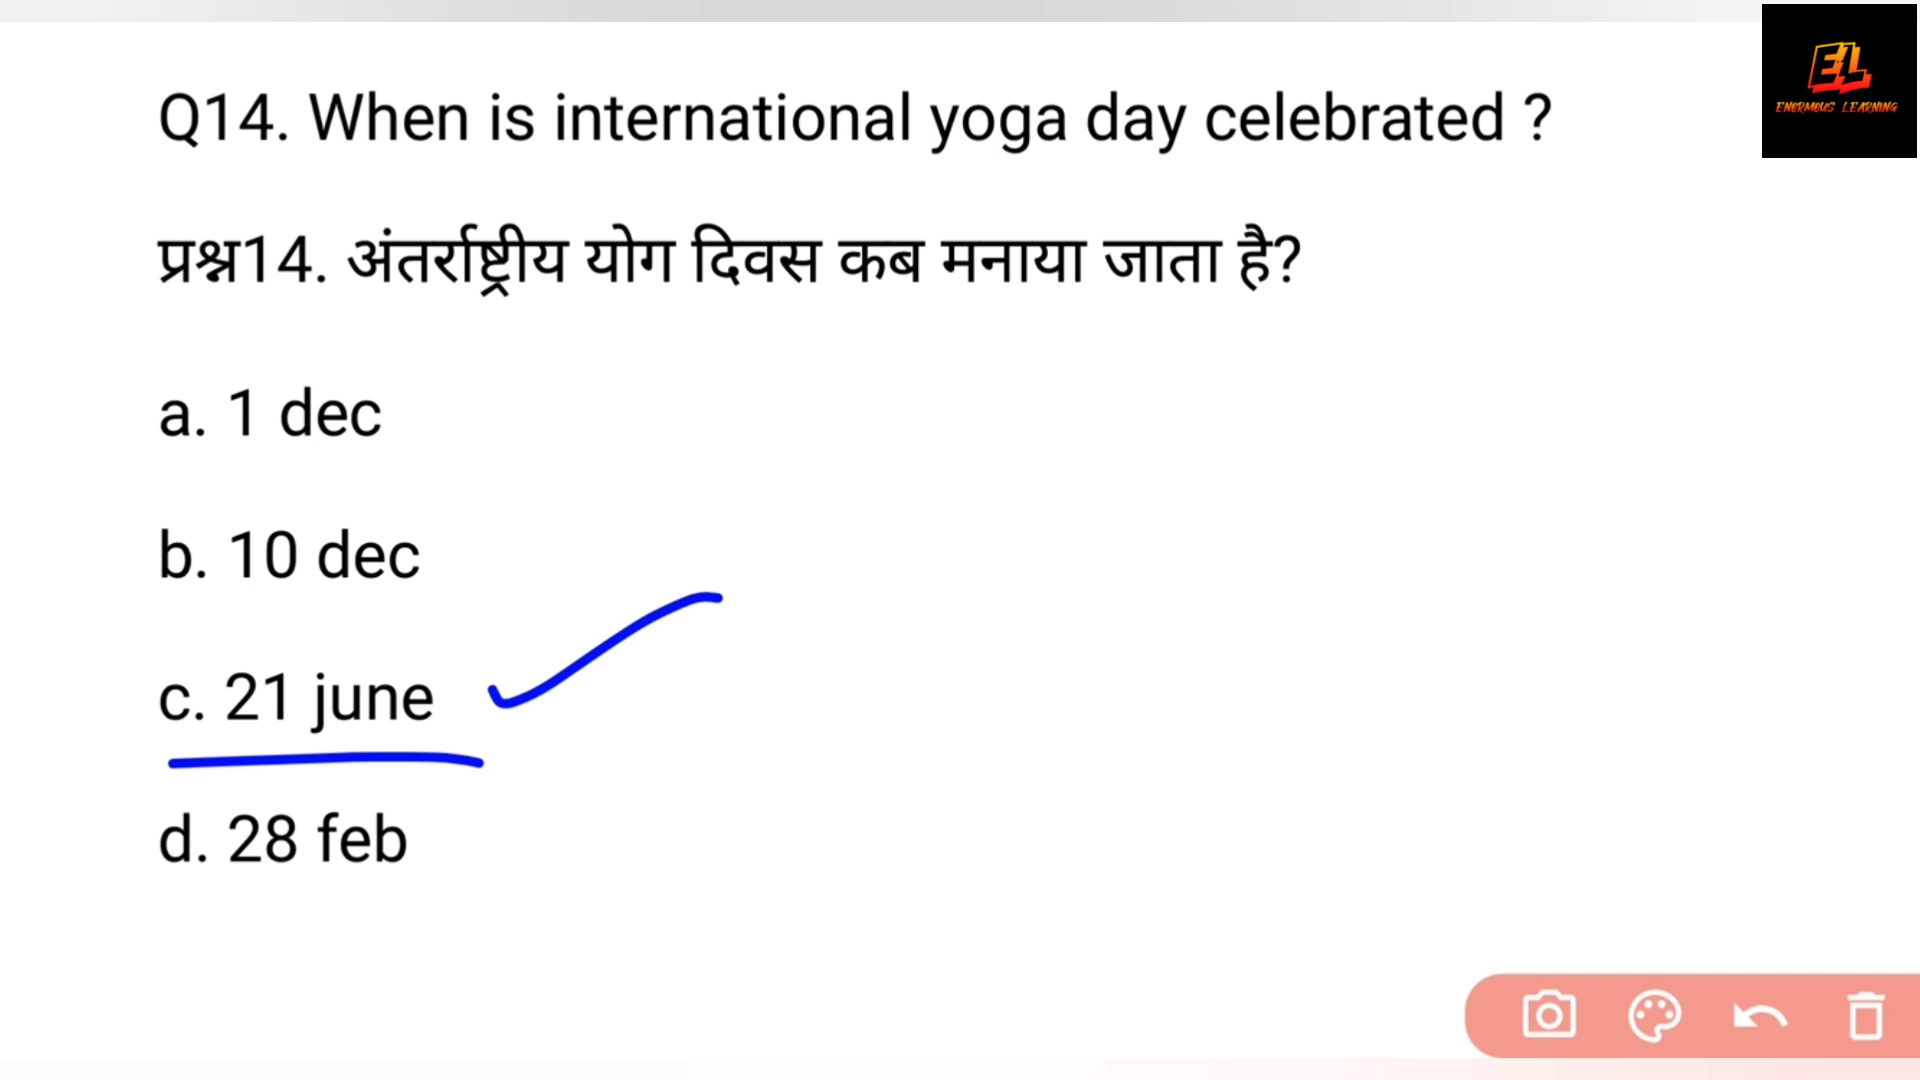 Q14. When is international yoga day celebrated ?
प्रश्न14. अंतर्राष्ट्रीय योग दिवस कब मनाया जाता है?
a. 1 dec
b. 10 dec
c. 21 june
d. 28 feb
EL
ENORMOUS LEARNING